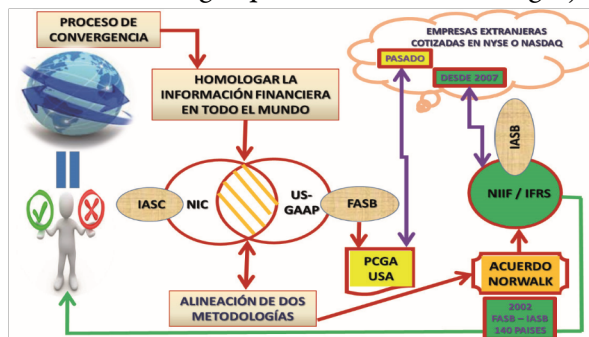 PROCESO DE
CONVERGENCIA
HOMOLOGAR LA
INFORMACIÓN FINANCIERA
EN TODO EL MUNDO
EMPRESAS EXTRANJERAS
COTIZADAS EN NYSE O NASDAQ
PASADO
DESDE 2007
IASB
NIIF / IFRS
IASC
NIC
US-
GAAP
FASB
PCGA
USA
ALINEACIÓN DE DOS
METODOLOGÍAS
ACUERDO
NORWALK
2002
FASB – IASB
140 PAISES